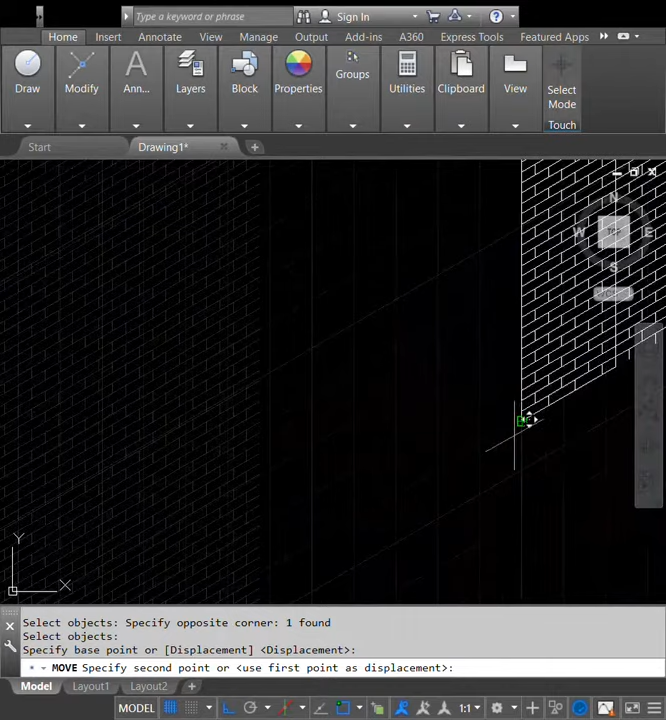 Type a keyword or phrase
Sign In
Home Insert Annotate View Manage Output Add-ins A360 Express Tools Featured Apps
Draw Modify Ann... Layers Block Properties Groups Utilities Clipboard View Select Mode
Touch
Start Drawing1*
N
W TOP E
S
Y
X
Select objects: Specify opposite corner: 1 found
Select objects:
Specify base point or [Displacement] <Displacement>:
MOVE Specify second point or <use first point as displacement>:
Model Layout1 Layout2
MODEL 1:1